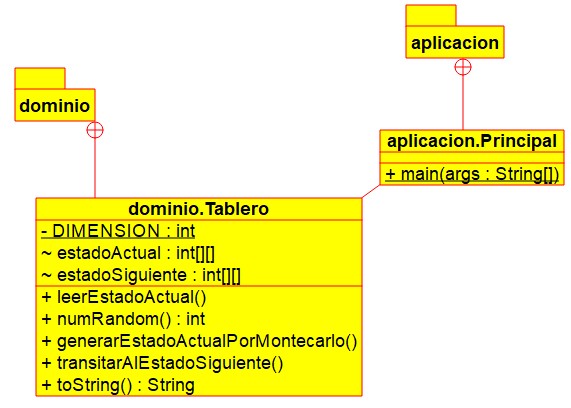 aplicacion
dominio
aplicacion.Principal
+ main(args : String[])
dominio.Tablero
- DIMENSION : int
~ estadoActual : int[][]
~ estadoSiguiente : int[][]
+ leerEstadoActual()
+ numRandom() : int
+ generarEstadoActualPorMontecarlo()
+ transitarAlEstadoSiguiente()
+ toString() : String